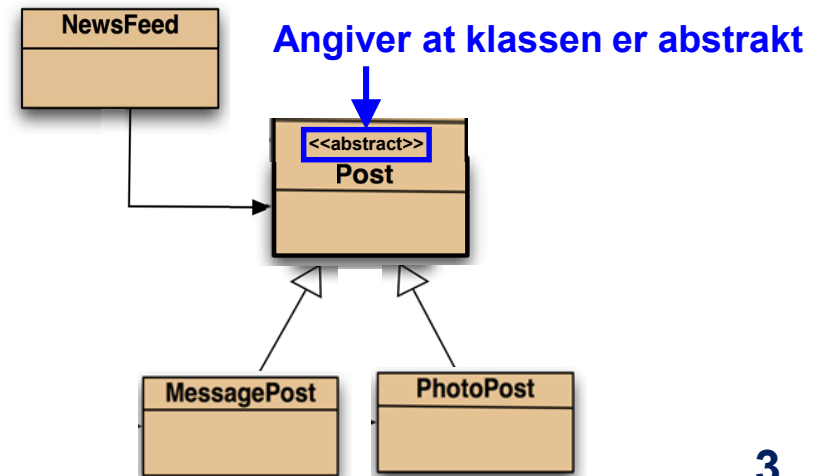 NewsFeed
Angiver at klassen er abstrakt
<<abstract>>
Post
MessagePost
PhotoPost
3